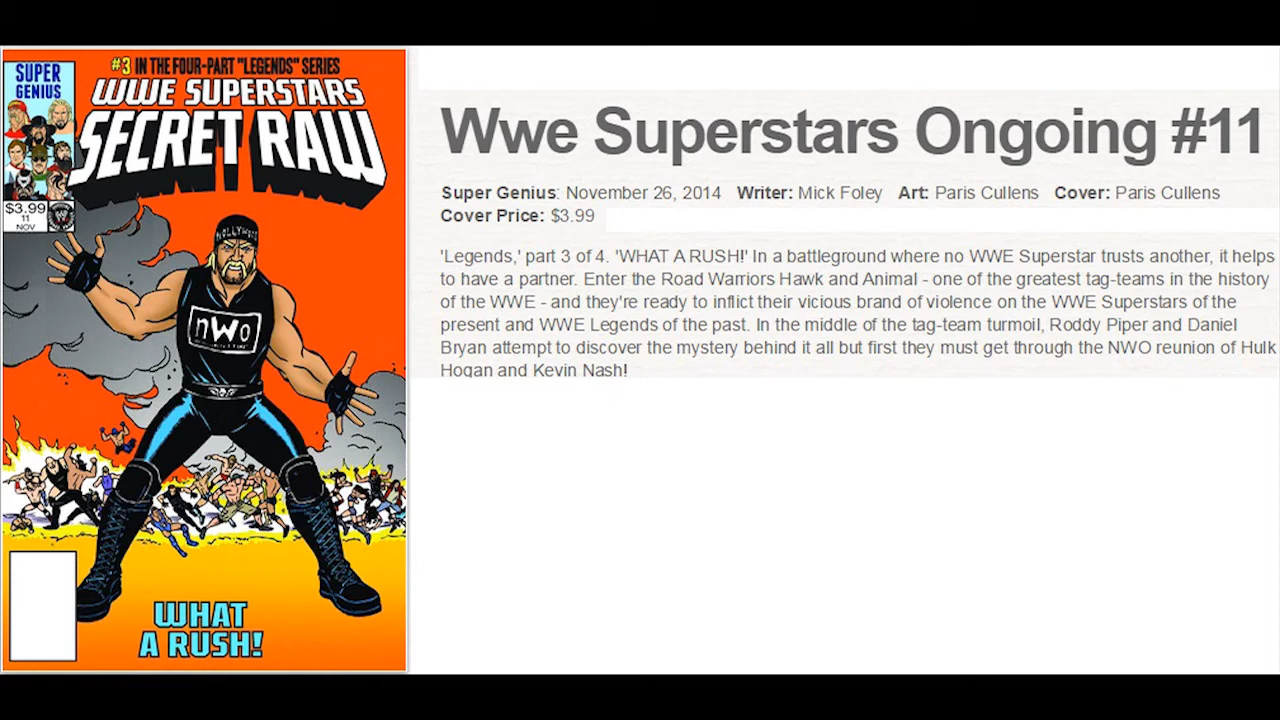 #3 IN THE FOUR-PART "LEGENDS" SERIES
SUPER
GENIUS
WWE SUPERSTARS
SECRET RAW
$3.99
11
NOV
HOLLYWO
nWo
WHAT
A RUSH!
Wwe Superstars Ongoing #11
Super Genius: November 26, 2014 Writer: Mick Foley Art: Paris Cullens Cover: Paris Cullens
Cover Price: $3.99
'Legends,' part 3 of 4. 'WHAT A RUSH!' In a battleground where no WWE Superstar trusts another, it helps
to have a partner. Enter the Road Warriors Hawk and Animal - one of the greatest tag-teams in the history
of the WWE - and they're ready to inflict their vicious brand of violence on the WWE Superstars of the
present and WWE Legends of the past. In the middle of the tag-team turmoil, Roddy Piper and Daniel
Bryan attempt to discover the mystery behind it all but first they must get through the NWO reunion of Hulk
Hogan and Kevin Nash!